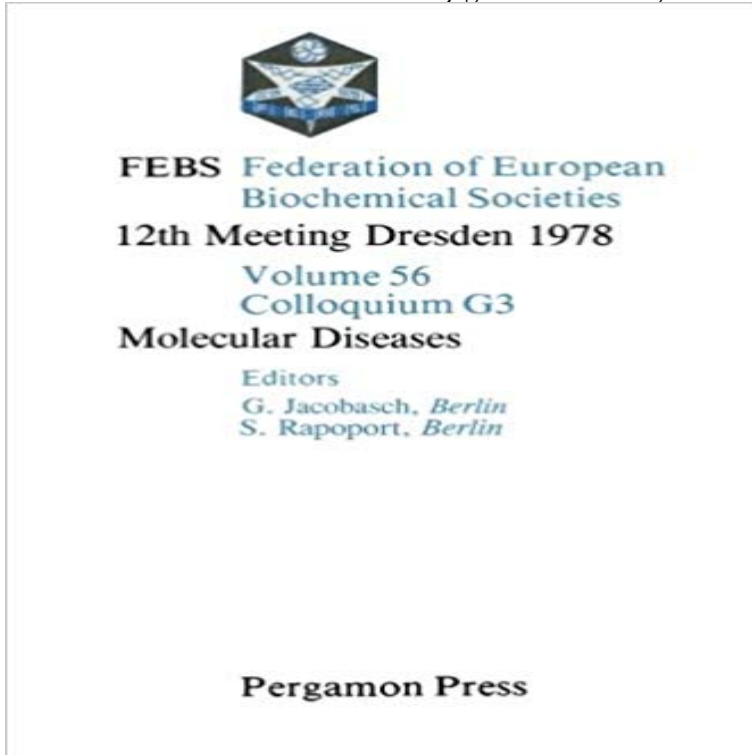 FEBS Federation of European
Biochemical Societies
12th Meeting Dresden 1978
Volume 56
Colloquium G3
Molecular Diseases
Editors
G. Jacobasch, Berlin
S. Rapoport, Berlin
Pergamon Press